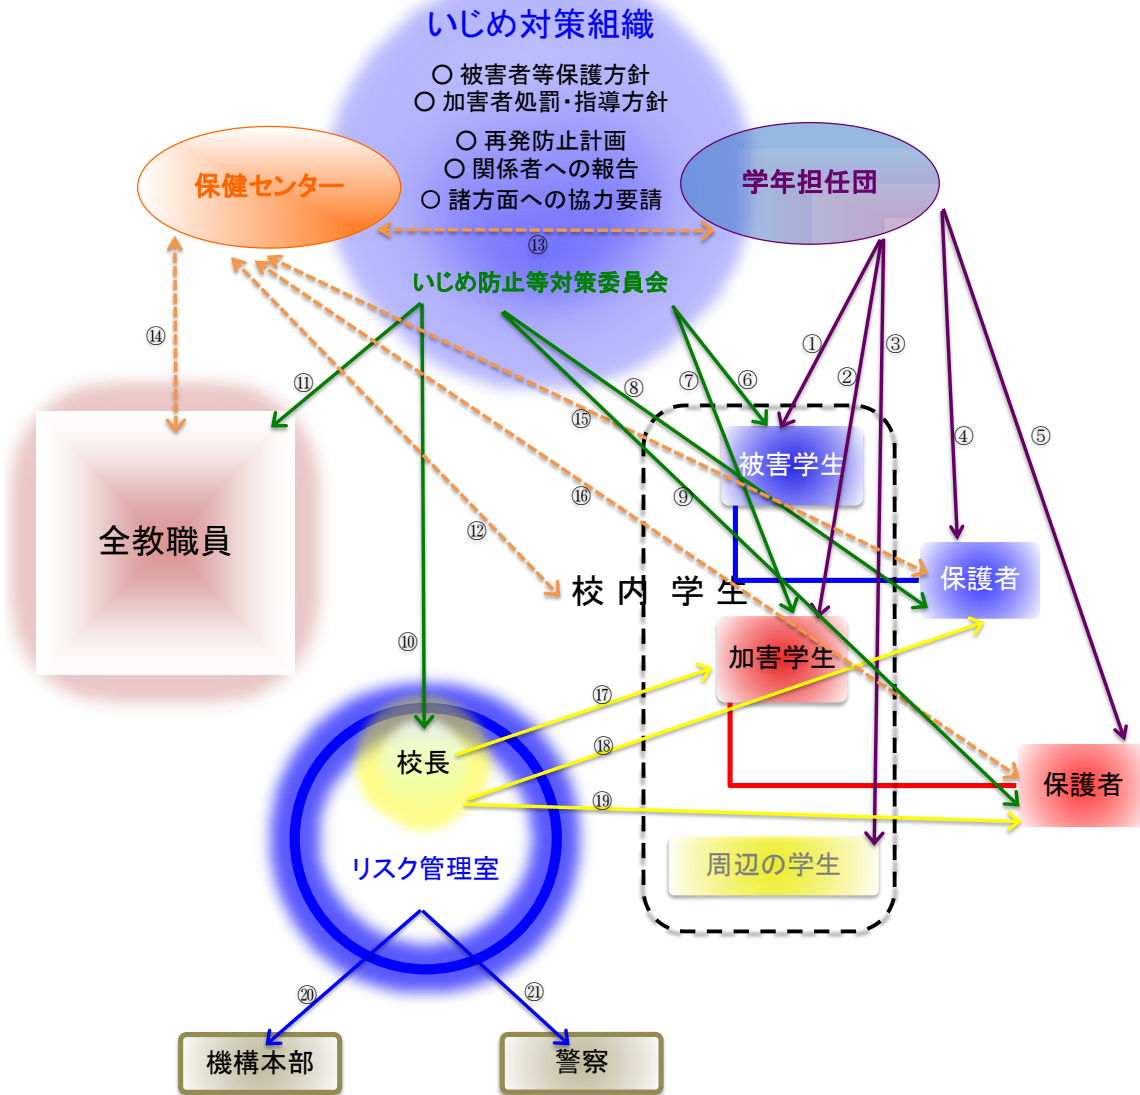 いじめ対策組織
○ 被害者等保護方針
○ 加害者処罰・指導方針
○ 再発防止計画
○ 関係者への報告
○ 諸方面への協力要請
保健センター
学年担任団
⑬
いじめ防止等対策委員会
⑭
⑪
①
③
②
⑦
⑥
⑧
⑮
④
⑤
被害学生
⑯
⑨
⑫
全教職員
保護者
校内学生
⑩
加害学生
⑰
⑱
校長
保護者
⑲
リスク管理室
周辺の学生
⑳
㉑
機構本部
警察